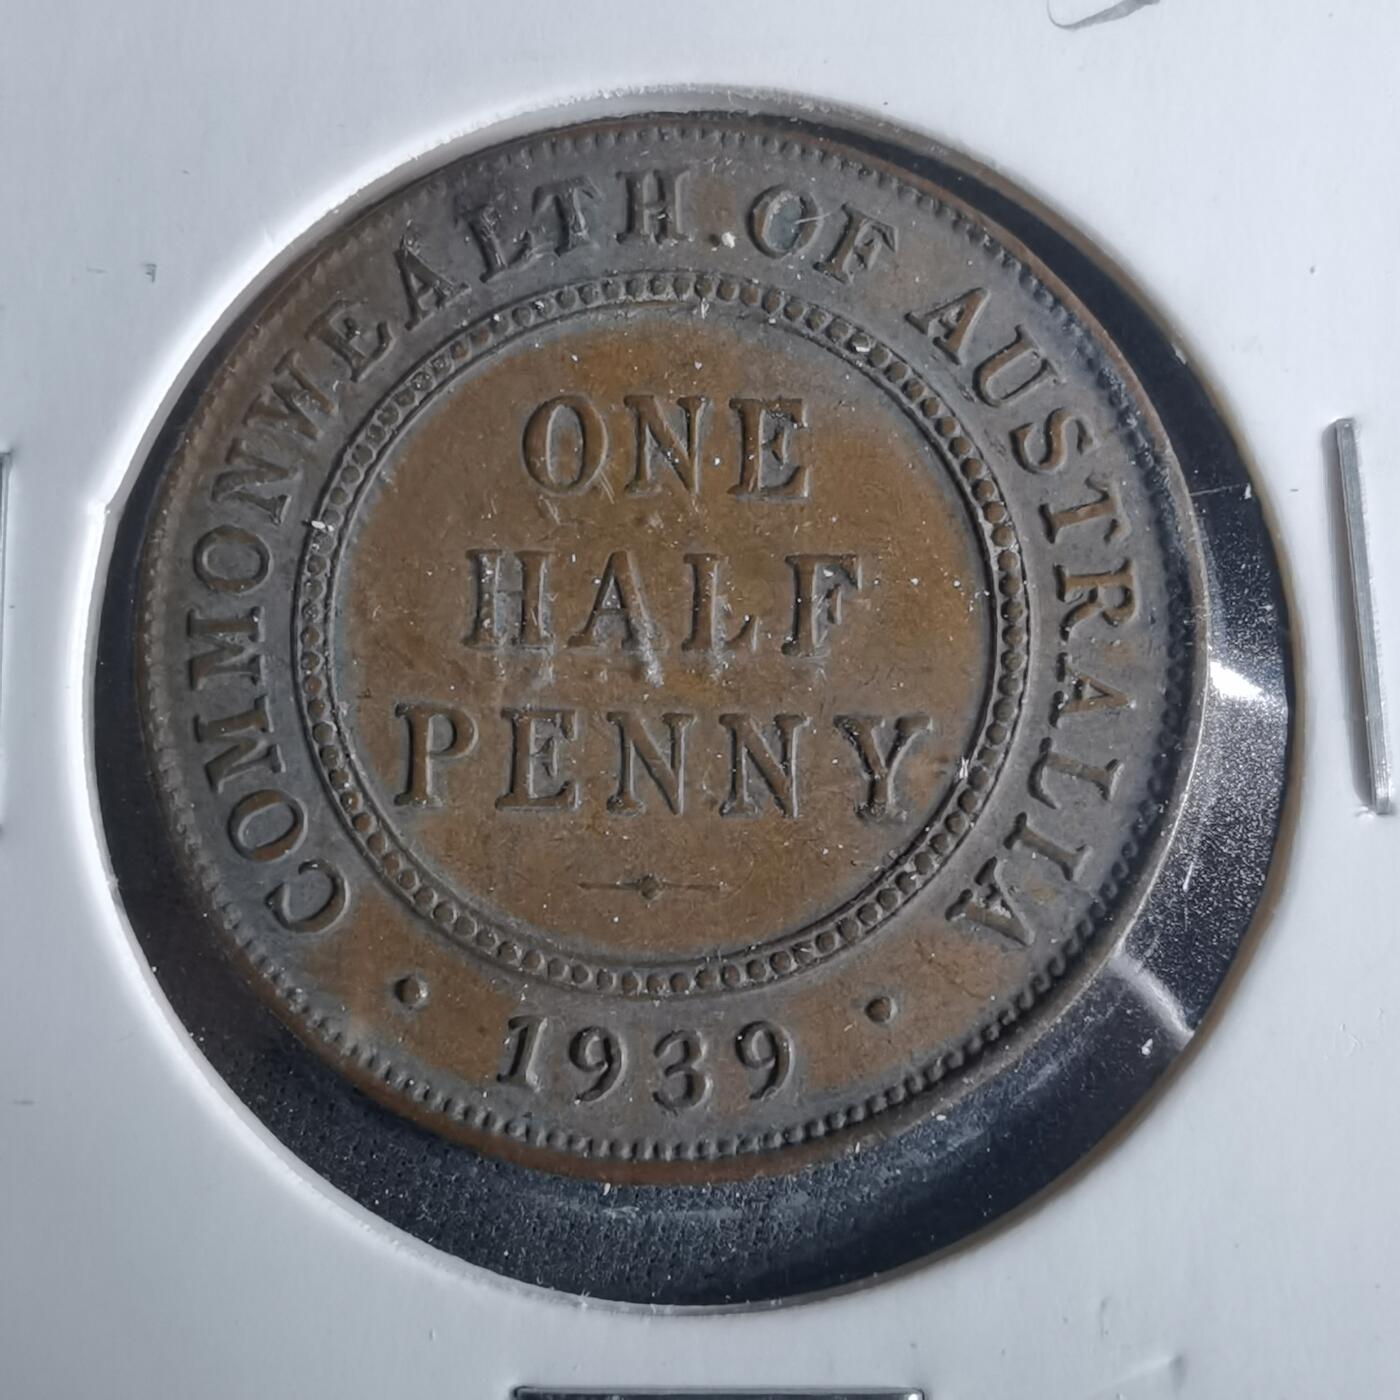 COMMONWEALTH OF AUSTRALIA
ONE
HALF
PENNY
1939